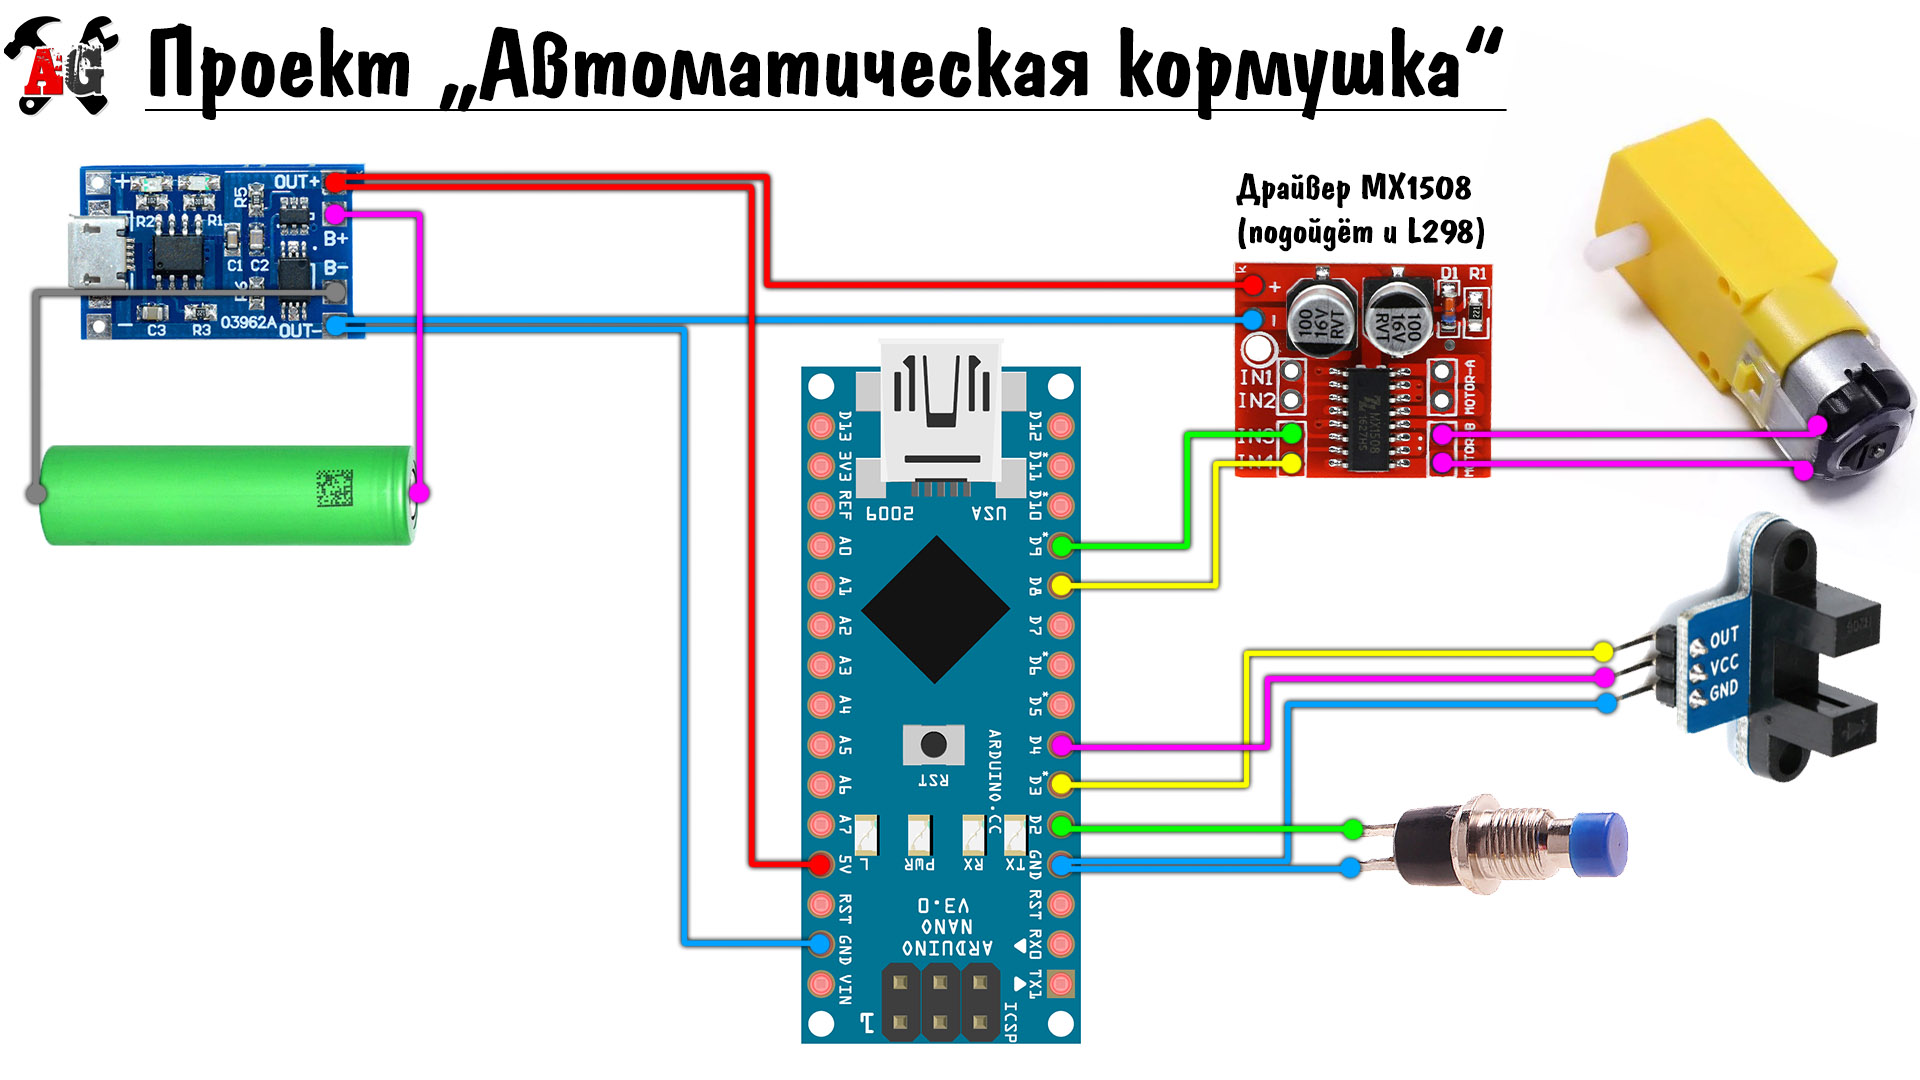 AG
Проект „Автоматическая кормушка“
Драйвер MX1508
(подойдёт и L298)
+
OUT+
R5
R2
R1
B+
C1
C2
B-
R6
C3
R3
03962A
OUT-
-
K
+
-
D1
R1
100
16V
RVT
100
16V
RVT
IN1
IN2
IN3
IN4
MX1508
MOTOR-A
MOTOR-B
D13
3V3
REF
A0
A1
A2
A3
A4
A5
A6
A7
5V
RST
GND
VIN
D12
D11
D10
D9
D8
D7
D6
D5
D4
D3
D2
GND
RST
RX0
TX1
2009
USA
RST
ARDUINO.CC
L
PWR
RX
TX
ARDUINO
NANO
V3.0
1
ICSP
OUT
VCC
GND